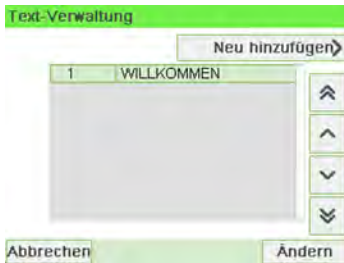 Text-Verwaltung
Neu hinzufügen
1 WILLKOMMEN
Abbrechen Ändern